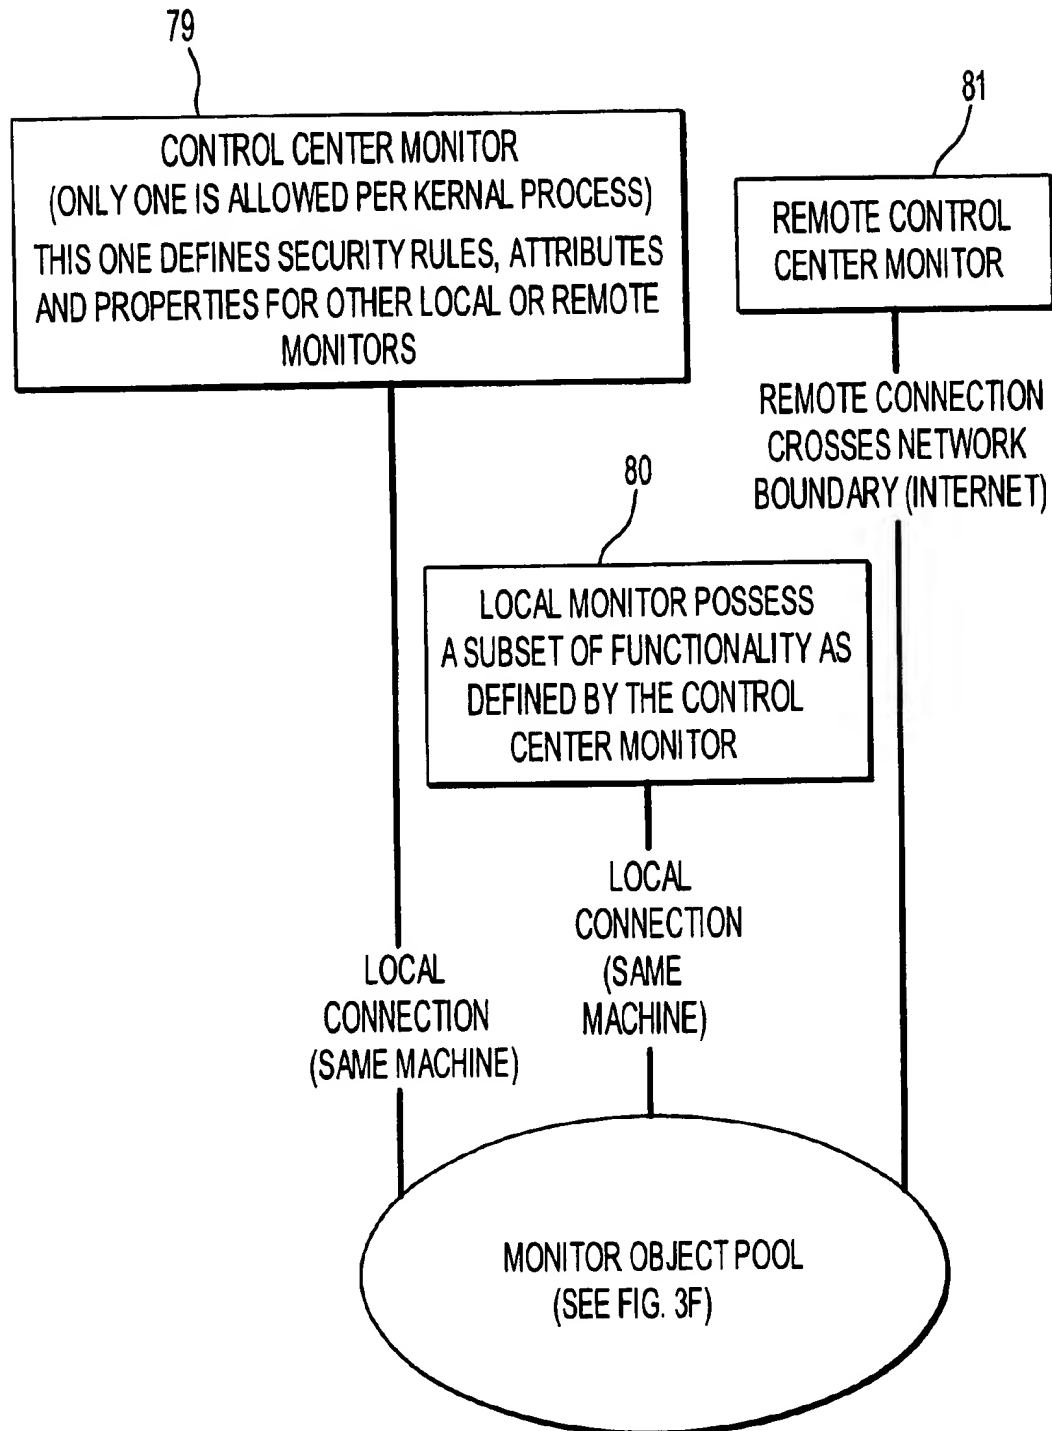 79
CONTROL CENTER MONITOR
(ONLY ONE IS ALLOWED PER KERNAL PROCESS)
THIS ONE DEFINES SECURITY RULES, ATTRIBUTES
AND PROPERTIES FOR OTHER LOCAL OR REMOTE
MONITORS
81
REMOTE CONTROL
CENTER MONITOR
REMOTE CONNECTION
CROSSES NETWORK
BOUNDARY (INTERNET)
80
LOCAL MONITOR POSSESS
A SUBSET OF FUNCTIONALITY AS
DEFINED BY THE CONTROL
CENTER MONITOR
LOCAL
CONNECTION
(SAME
MACHINE)
LOCAL
CONNECTION
(SAME MACHINE)
MONITOR OBJECT POOL
(SEE FIG. 3F)